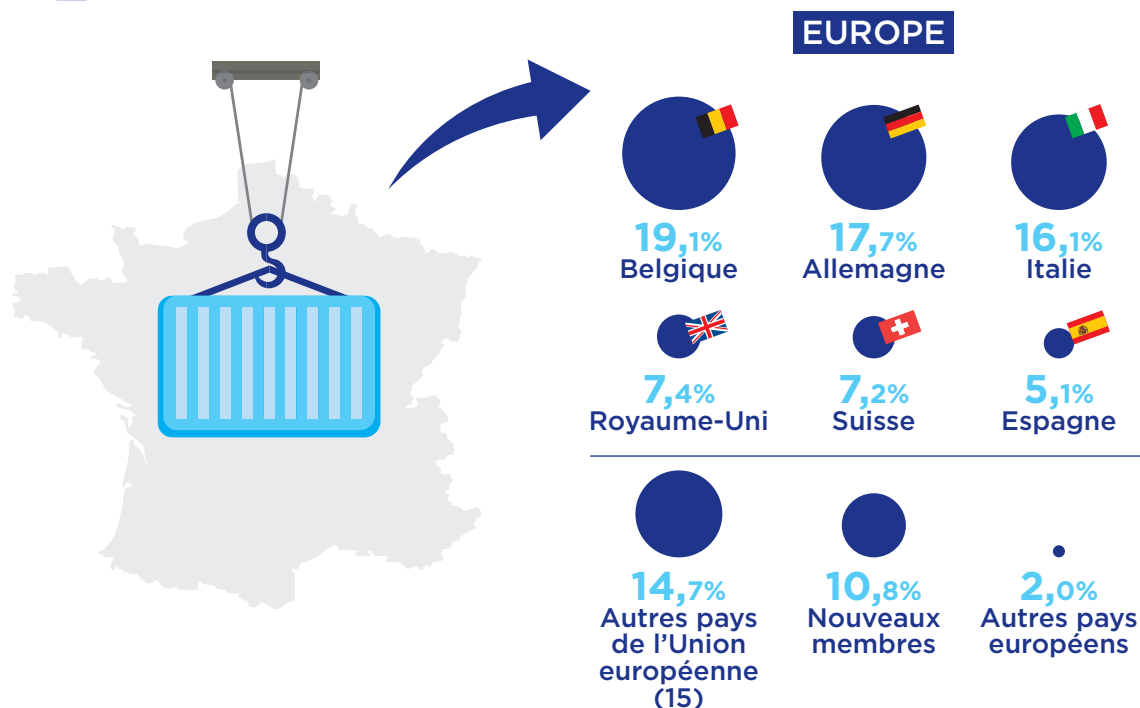 EUROPE
19,1%
Belgique
17,7%
Allemagne
16,1%
Italie
7,4%
Royaume-Uni
7,2%
Suisse
5,1%
Espagne
14,7%
Autres pays
de l’Union
européenne
(15)
10,8%
Nouveaux
membres
2,0%
Autres pays
européens